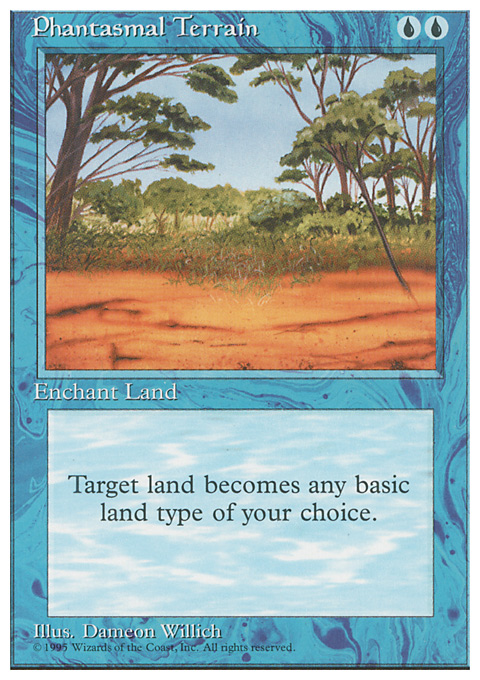 Phantasmal Terrain
Enchant Land
Target land becomes any basic
land type of your choice.
Illus. Dameon Willich
© 1995 Wizards of the Coast, Inc. All rights reserved.